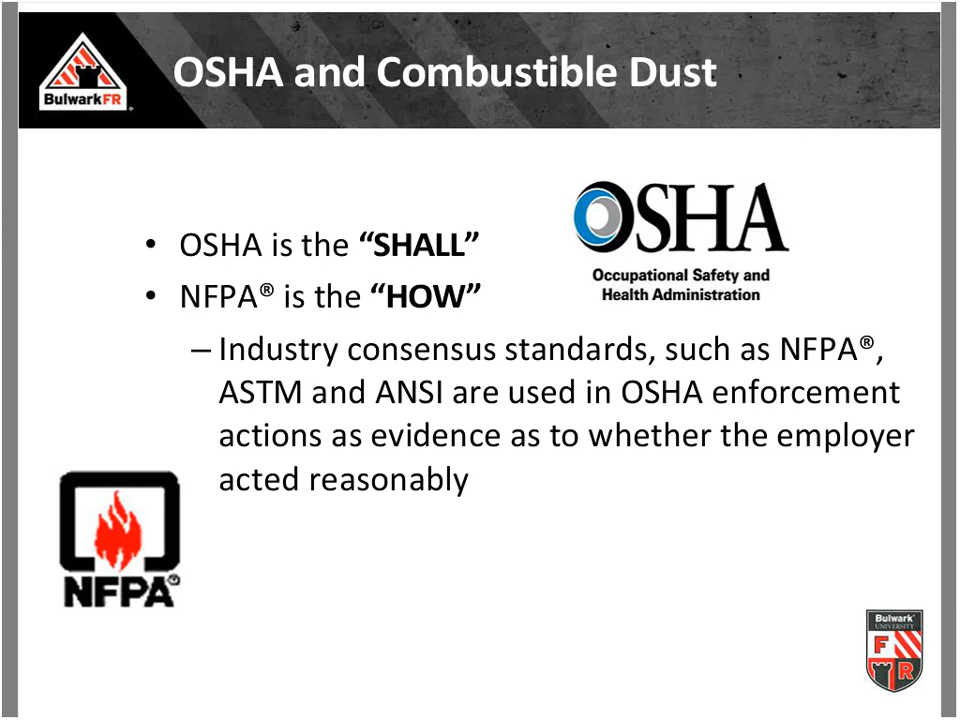 BulwarkFR
OSHA and Combustible Dust
OSHA
Occupational Safety and
Health Administration
• OSHA is the “SHALL”
• NFPA® is the “HOW”
– Industry consensus standards, such as NFPA®,
ASTM and ANSI are used in OSHA enforcement
actions as evidence as to whether the employer
acted reasonably
NFPA®
Bulwark
UNIVERSITY
F
R